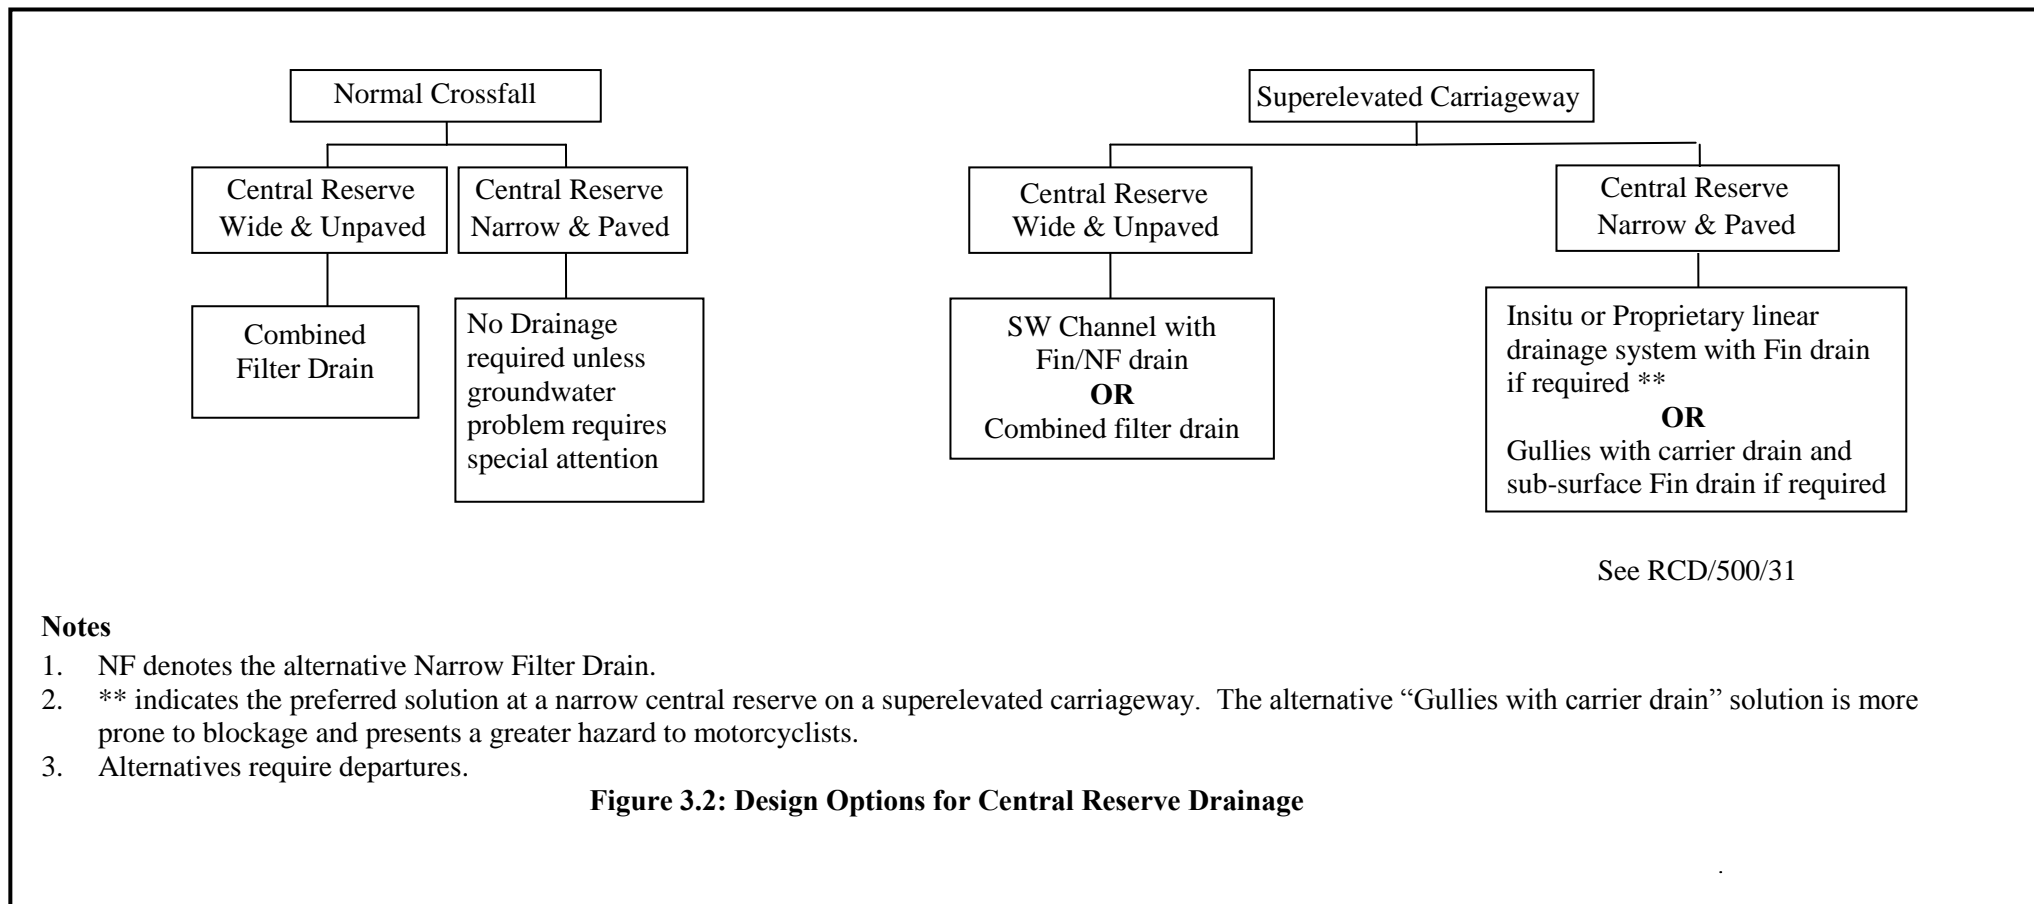 Normal Crossfall
Central Reserve
Wide & Unpaved
Combined
Filter Drain
Central Reserve
Narrow & Paved
No Drainage
required unless
groundwater
problem requires
special attention
Superelevated Carriageway
Central Reserve
Wide & Unpaved
SW Channel with
Fin/NF drain
OR
Combined filter drain
Central Reserve
Narrow & Paved
Insitu or Proprietary linear
drainage system with Fin drain
if required **
OR
Gullies with carrier drain and
sub-surface Fin drain if required
See RCD/500/31
Notes
1. NF denotes the alternative Narrow Filter Drain.
2. ** indicates the preferred solution at a narrow central reserve on a superelevated carriageway. The alternative “Gullies with carrier drain” solution is more
prone to blockage and presents a greater hazard to motorcyclists.
3. Alternatives require departures.
Figure 3.2: Design Options for Central Reserve Drainage